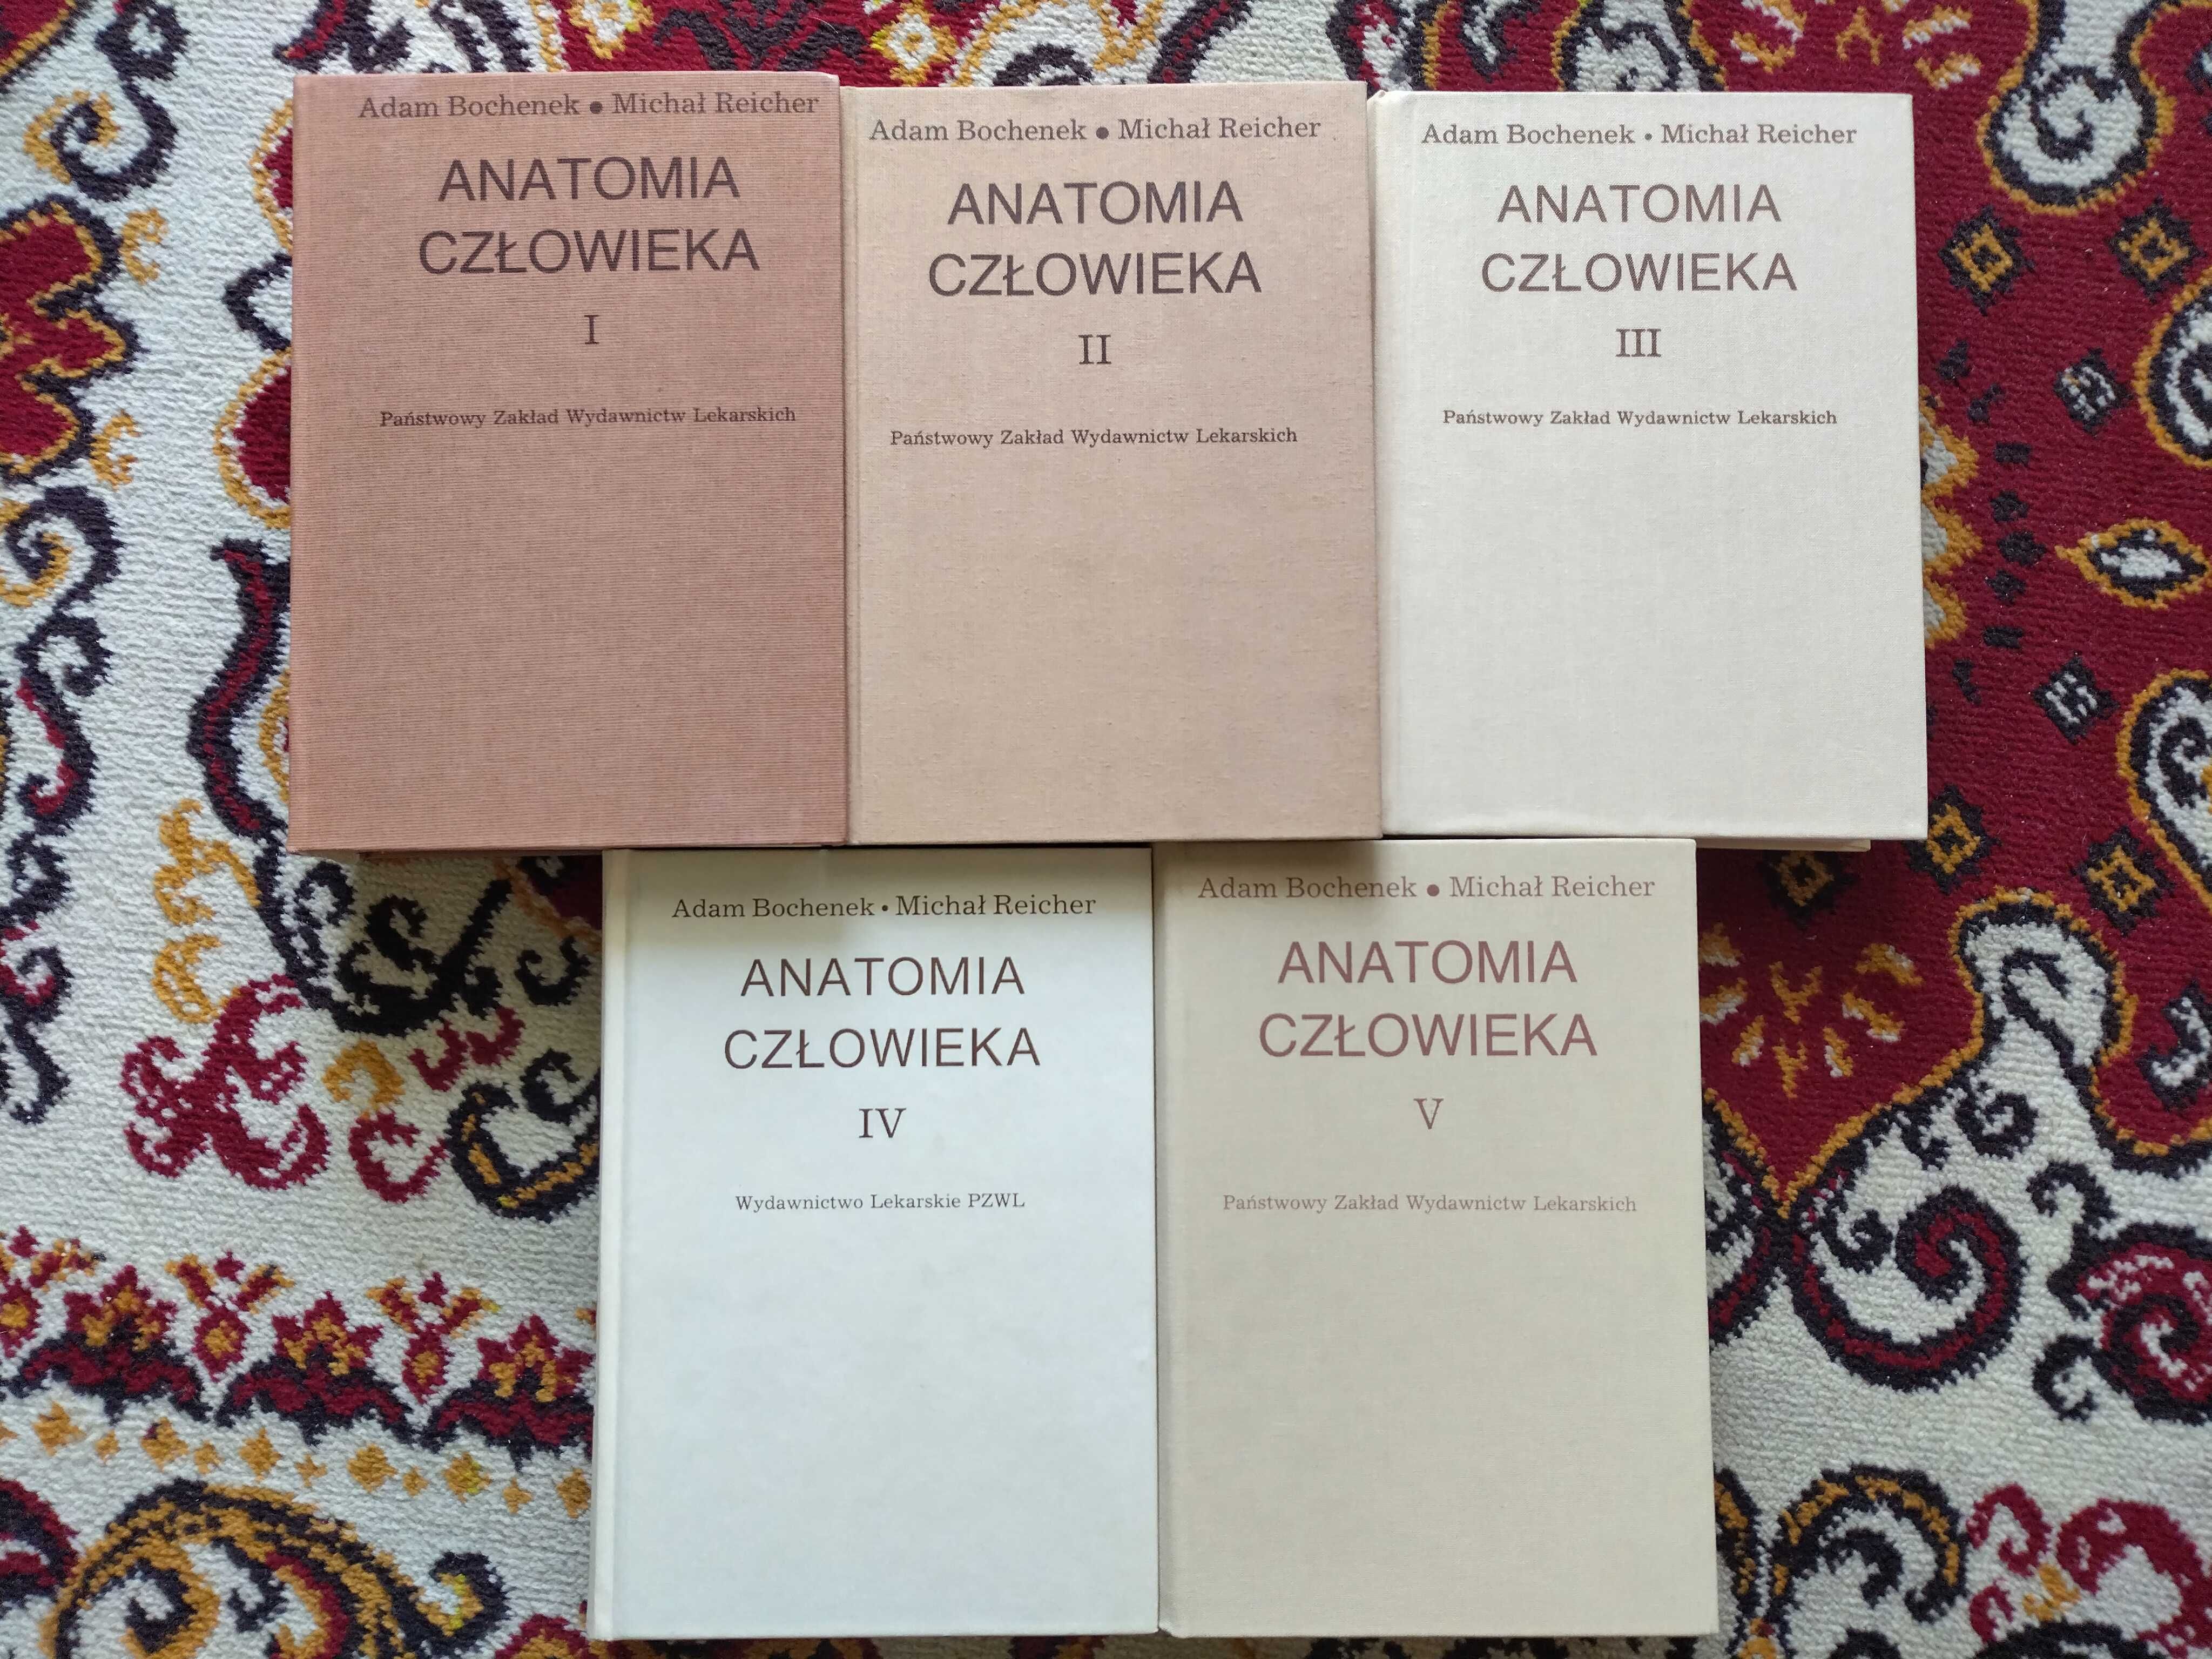 Adam Bochenek • Michał Reicher
ANATOMIA
CZŁOWIEKA
I
Państwowy Zakład Wydawnictw Lekarskich
Adam Bochenek • Michał Reicher
ANATOMIA
CZŁOWIEKA
II
Państwowy Zakład Wydawnictw Lekarskich
Adam Bochenek • Michał Reicher
ANATOMIA
CZŁOWIEKA
III
Państwowy Zakład Wydawnictw Lekarskich
Adam Bochenek • Michał Reicher
ANATOMIA
CZŁOWIEKA
IV
Wydawnictwo Lekarskie PZWL
Adam Bochenek • Michał Reicher
ANATOMIA
CZŁOWIEKA
V
Państwowy Zakład Wydawnictw Lekarskich